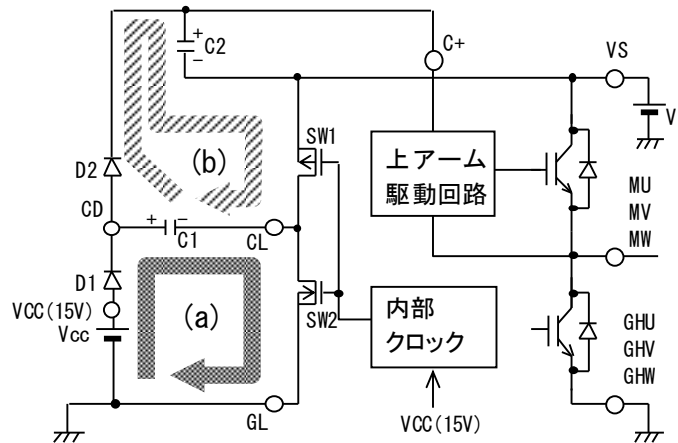 +
C2
−
C+
VS
SW1
V
上アーム
駆動回路
(b)
D2
MU
MV
MW
CD
+
−
C1
CL
D1
(a)
SW2
内部
クロック
VCC(15V)
Vcc
GHU
GHV
GHW
GL
VCC(15V)